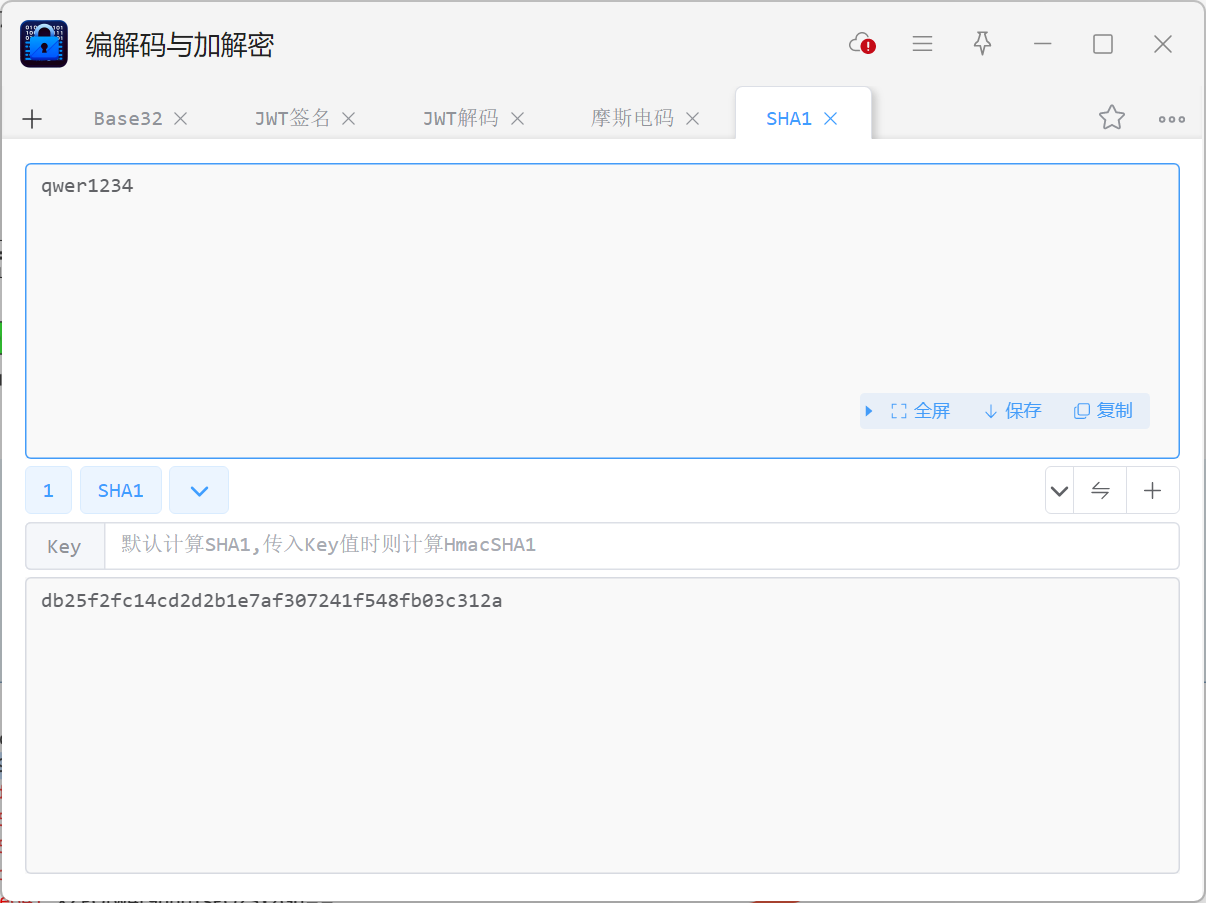 编解码与加解密
Base32 JWT签名 JWT解码 摩斯电码 SHA1
qwer1234
全屏 保存 复制
1 SHA1
Key 默认计算SHA1,传入Key值时则计算HmacSHA1
db25f2fc14cd2d2b1e7af307241f548fb03c312a